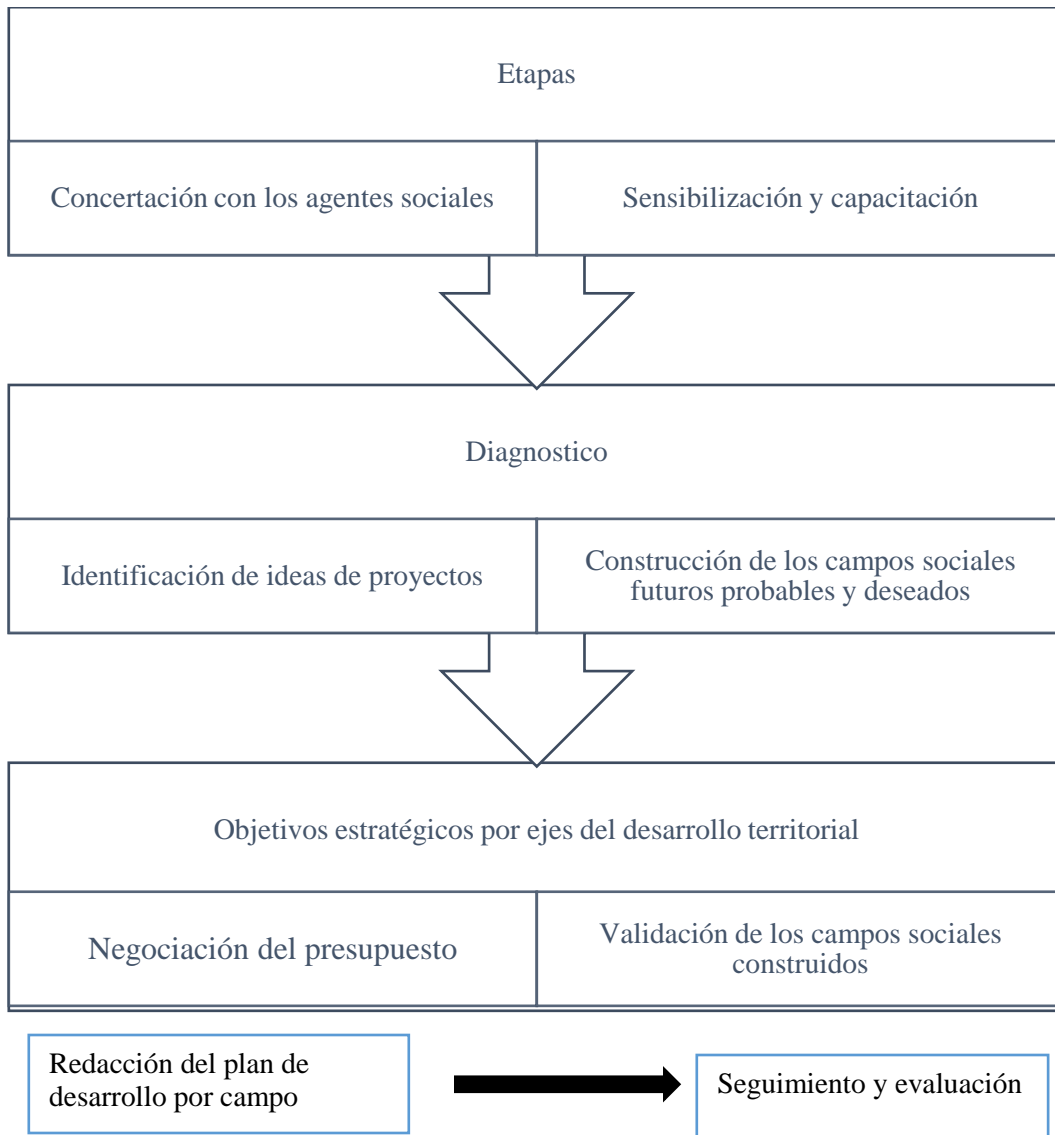 Etapas
Concertación con los agentes sociales
Sensibilización y capacitación
Diagnostico
Identificación de ideas de proyectos
Construcción de los campos sociales
futuros probables y deseados
Objetivos estratégicos por ejes del desarrollo territorial
Negociación del presupuesto
Validación de los campos sociales
construidos
Redacción del plan de
desarrollo por campo
Seguimiento y evaluación